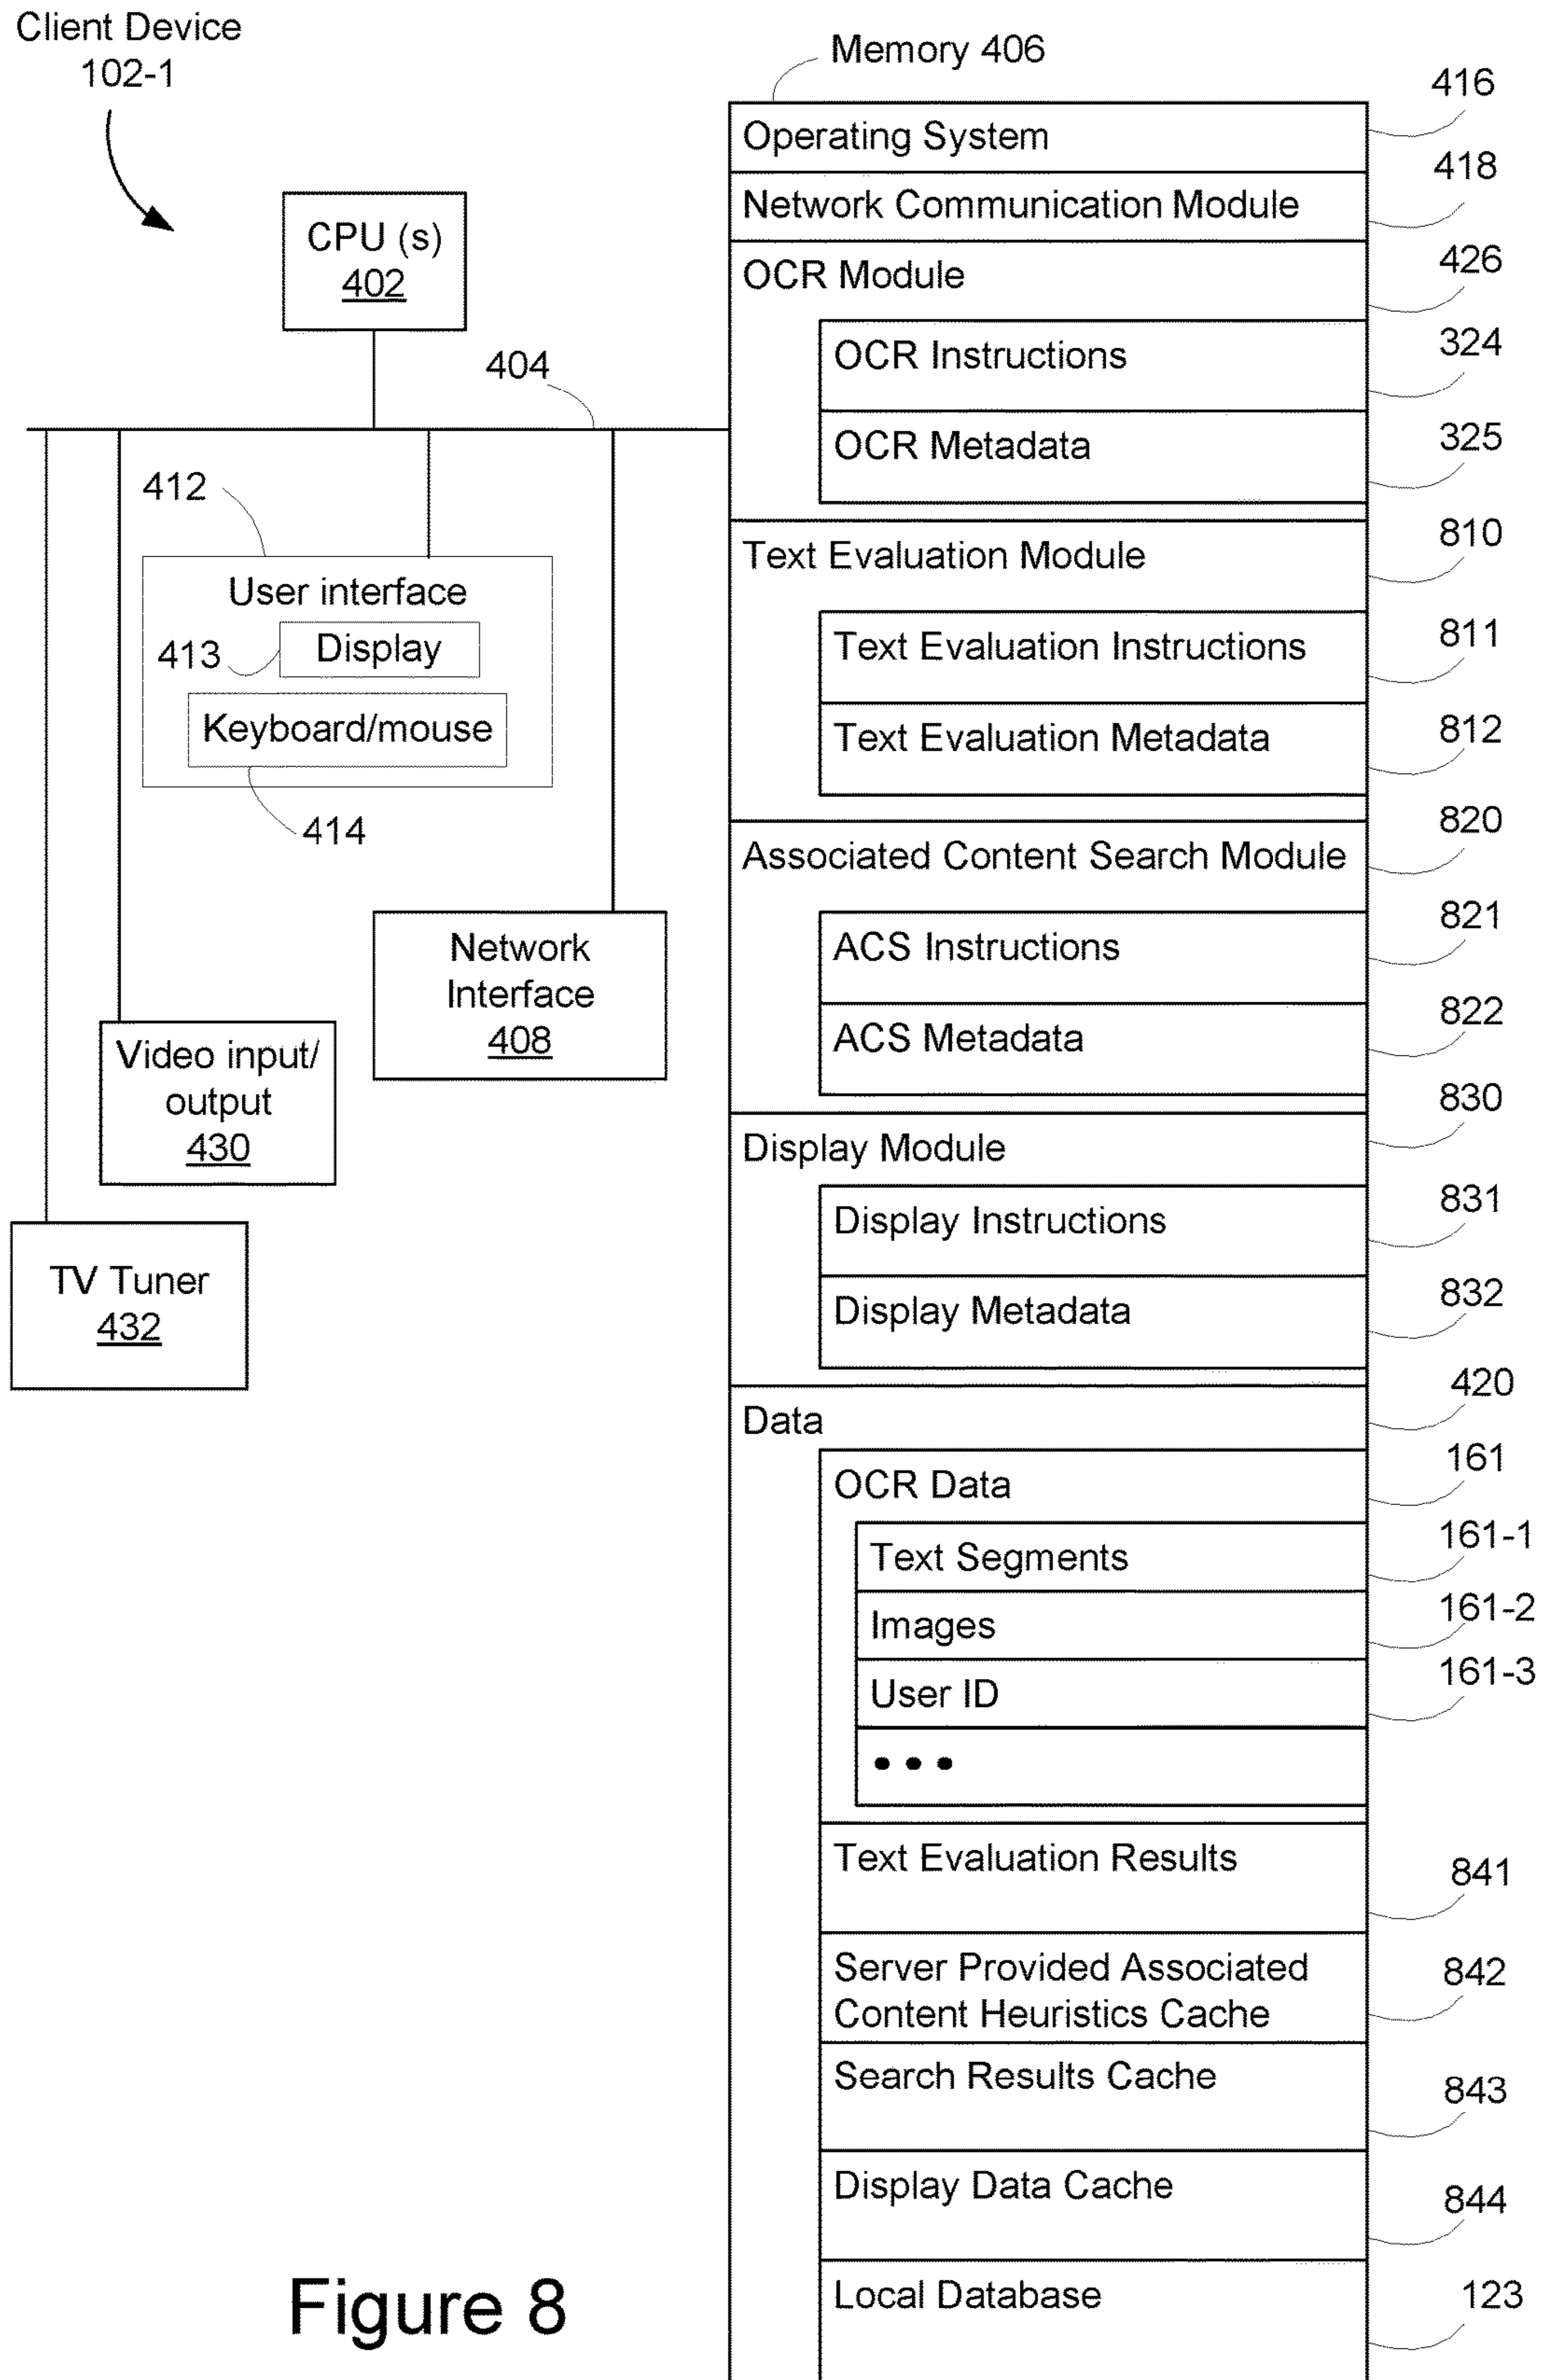 Client Device
102-1
Memory 406
416
Operating System
418
Network Communication Module
CPU (s)
402
426
OCR Module
324
OCR Instructions
404
325
OCR Metadata
412
810
Text Evaluation Module
User interface
413
Display
811
Text Evaluation Instructions
Keyboard/mouse
812
Text Evaluation Metadata
414
820
Associated Content Search Module
821
ACS Instructions
Network
Interface
408
822
ACS Metadata
Video input/
output
430
830
Display Module
831
Display Instructions
TV Tuner
432
832
Display Metadata
420
Data
161
OCR Data
161-1
Text Segments
161-2
Images
161-3
User ID
• • •
Text Evaluation Results
841
Server Provided Associated
Content Heuristics Cache
842
Search Results Cache
843
Display Data Cache
844
Local Database
123
Figure 8